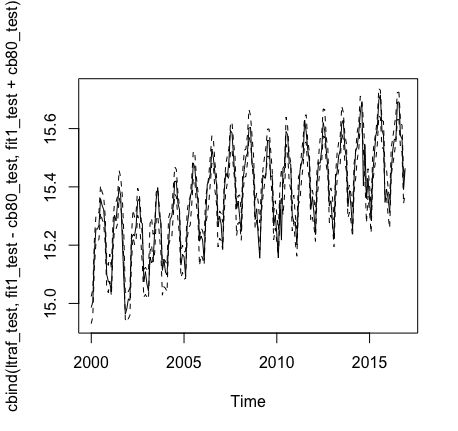 cbind(ltraf_test, fit1_test - cb80_test, fit1_test + cb80_test)
15.6
15.4
15.2
15.0
2000 2005 2010 2015
Time